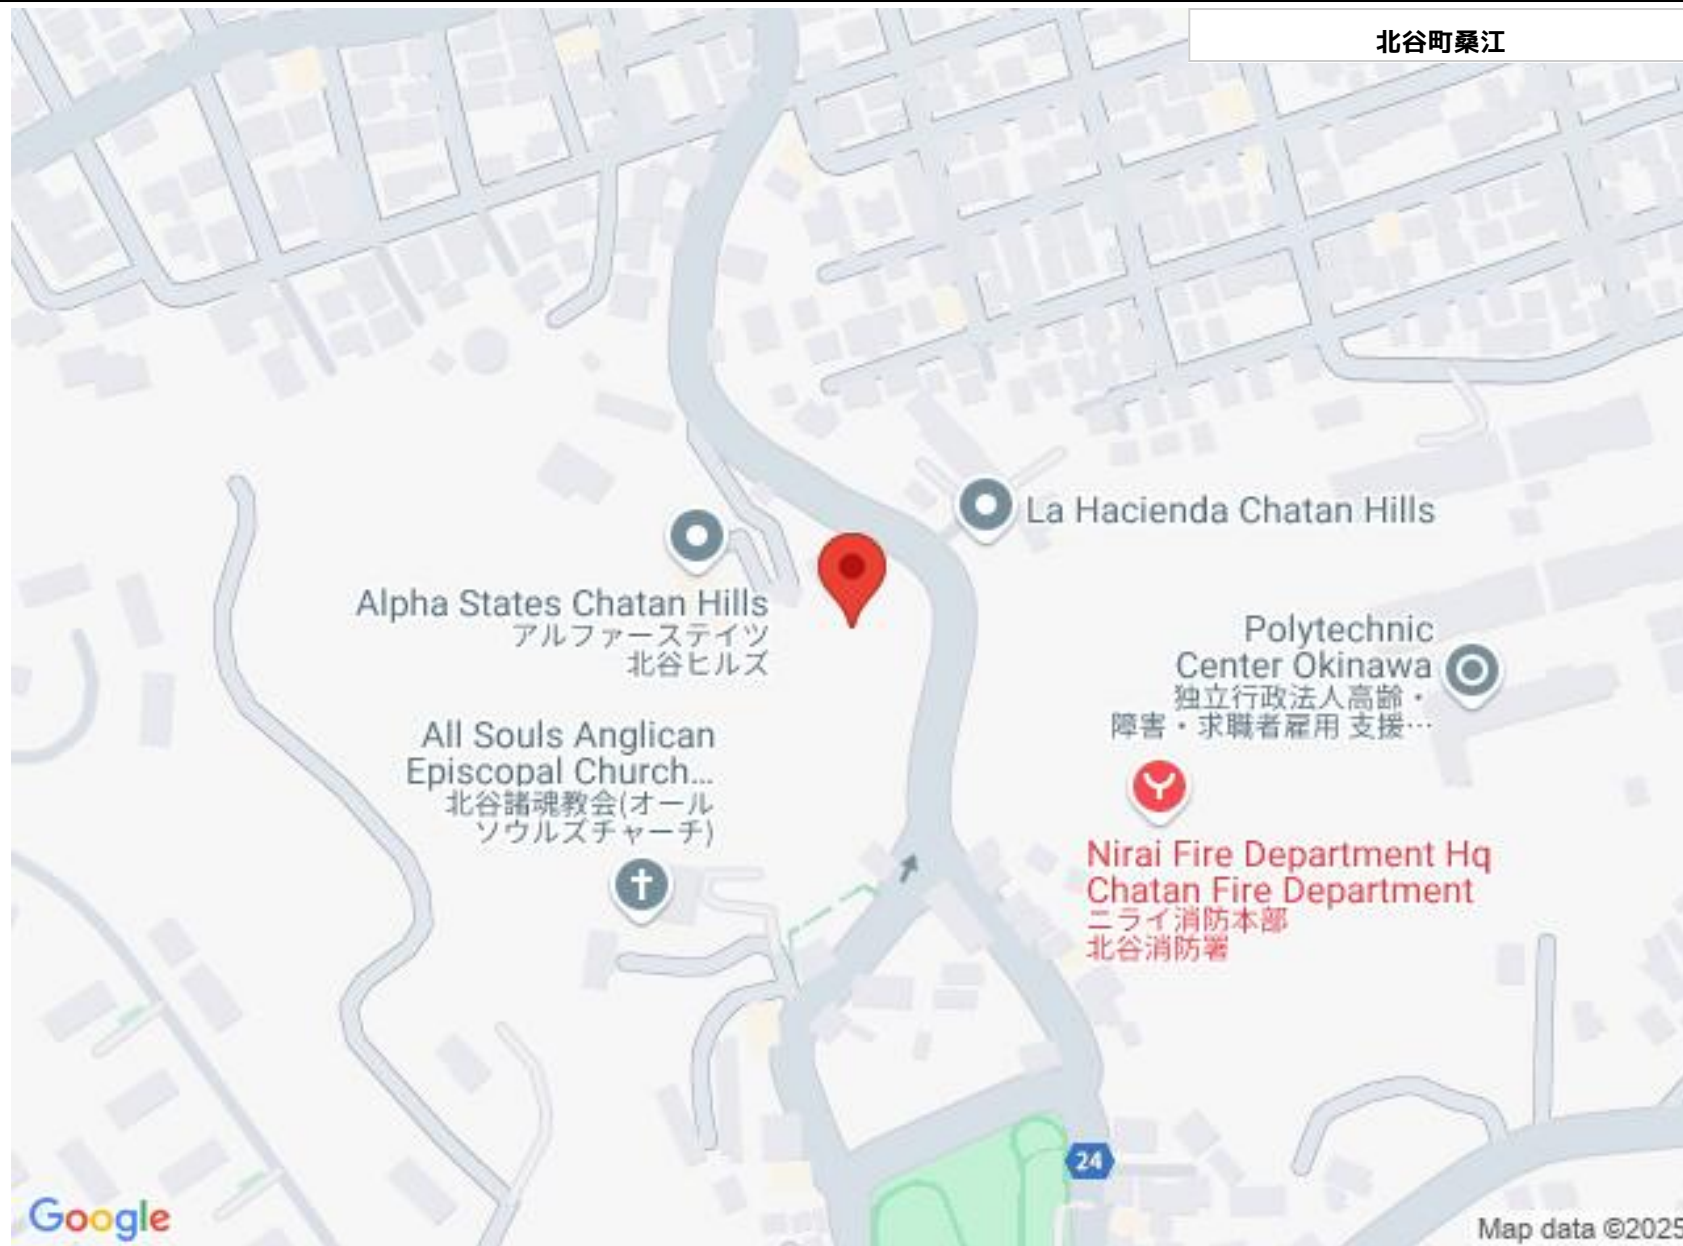 北谷町桑江
La Hacienda Chatan Hills
Alpha States Chatan Hills
アルファーステイツ
北谷ヒルズ
Polytechnic
Center Okinawa
独立行政法人高齢・
障害・求職者雇用 支援…
All Souls Anglican
Episcopal Church...
北谷諸魂教会(オール
ソウルズチャーチ)
Nirai Fire Department Hq
Chatan Fire Department
ニライ消防本部
北谷消防署
24
Google
Map data ©2025